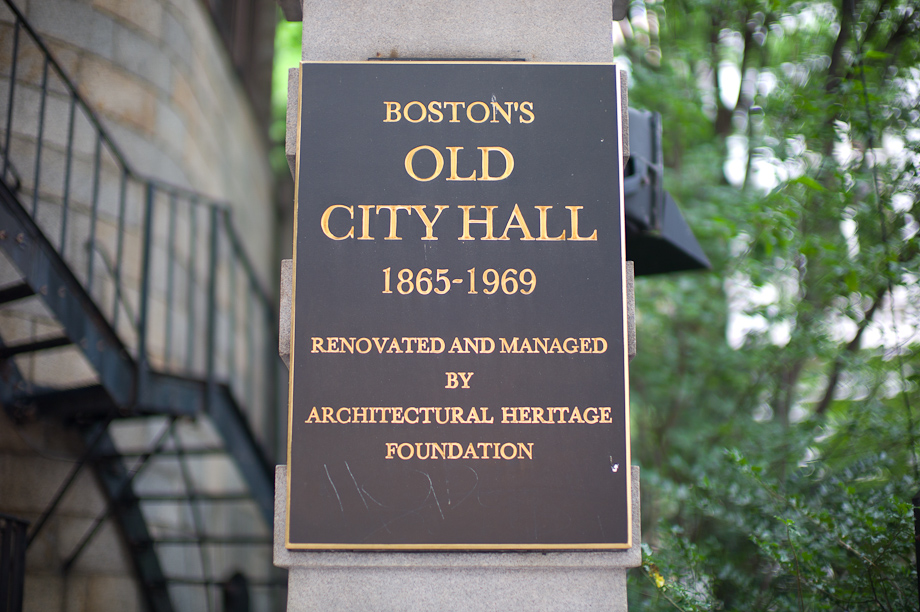 BOSTON'S
OLD
CITY HALL
1865-1969
RENOVATED AND MANAGED
BY
ARCHITECTURAL HERITAGE
FOUNDATION